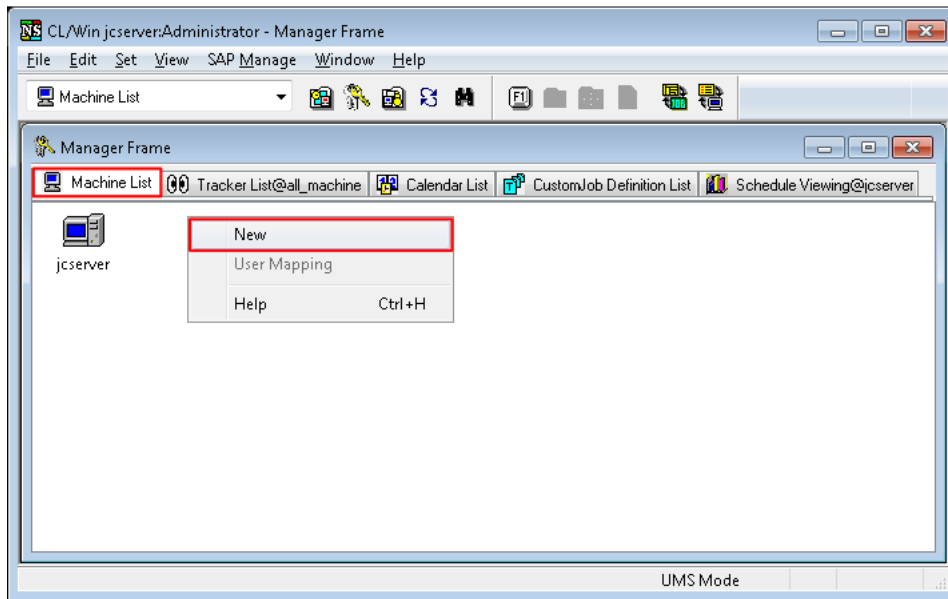 CL/Win jcserver:Administrator - Manager Frame
File Edit Set View SAP Manage Window Help
Machine List
Manager Frame
Machine List Tracker List@all_machine Calendar List CustomJob Definition List Schedule Viewing@jcserver
jcserver
New
User Mapping
Help Ctrl+H
UMS Mode